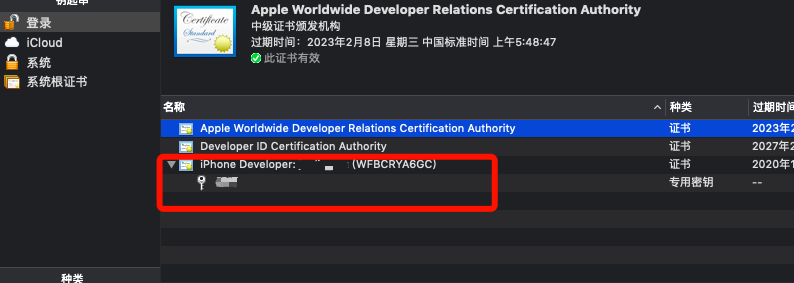 钥匙串
登录
iCloud
系统
系统根证书
种类
Certificate
Standard
Apple Worldwide Developer Relations Certification Authority
中级证书颁发机构
过期时间：2023年2月8日 星期三 中国标准时间 上午5:48:47
此证书有效
名称 种类 过期时间
Apple Worldwide Developer Relations Certification Authority 证书 2023年2
Developer ID Certification Authority 证书 2027年2
iPhone Developer: (WFBCRYA6GC) 证书 2020年1
专用密钥 --